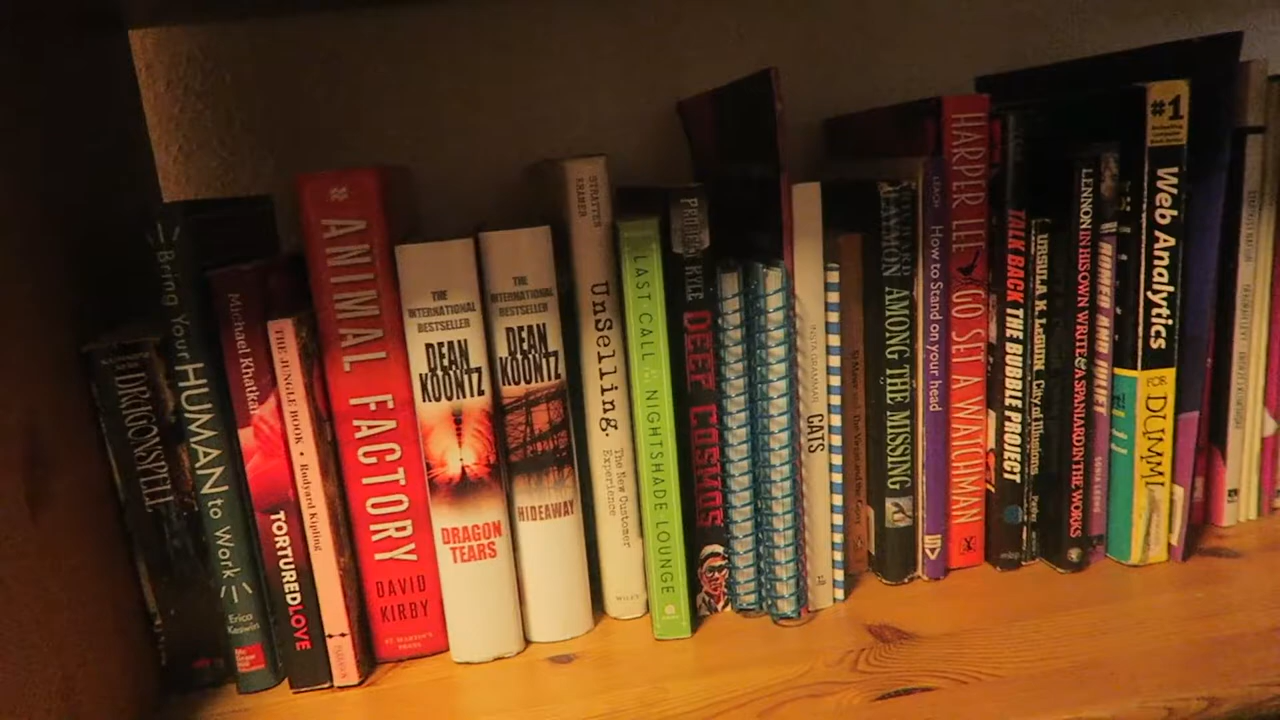 DRAGONSPELL
Bring Your HUMAN to Work
Erica
Keswin
Michael Khatkar
TORTURED LOVE
THE JUNGLE BOOK • Rudyard Kipling
ANIMAL FACTORY
DAVID
KIRBY
ST. MARTIN'S
PRESS
THE
INTERNATIONAL
BESTSELLER
DEAN
KOONTZ
DRAGON
TEARS
THE
INTERNATIONAL
BESTSELLER
DEAN
KOONTZ
HIDEAWAY
STRATTEN
KRAMER
UnSelling.
The New Customer
Experience
WILEY
LAST CALL AT THE NIGHTSHADE LOUNGE
DEEP COSMOS
INSTAGRAMMAR CATS
LAYMON AMONG THE MISSING
LEACH How to Stand on your head
HARPER LEE GO SET A WATCHMAN
TALK BACK THE BUBBLE PROJECT
URSULA K. LeGUIN City of Illusions
LENNON IN HIS OWN WRITE & A SPANIARD IN THE WORKS
ROMEO AND JULIET
#1
Web Analytics
FOR
DUMMI